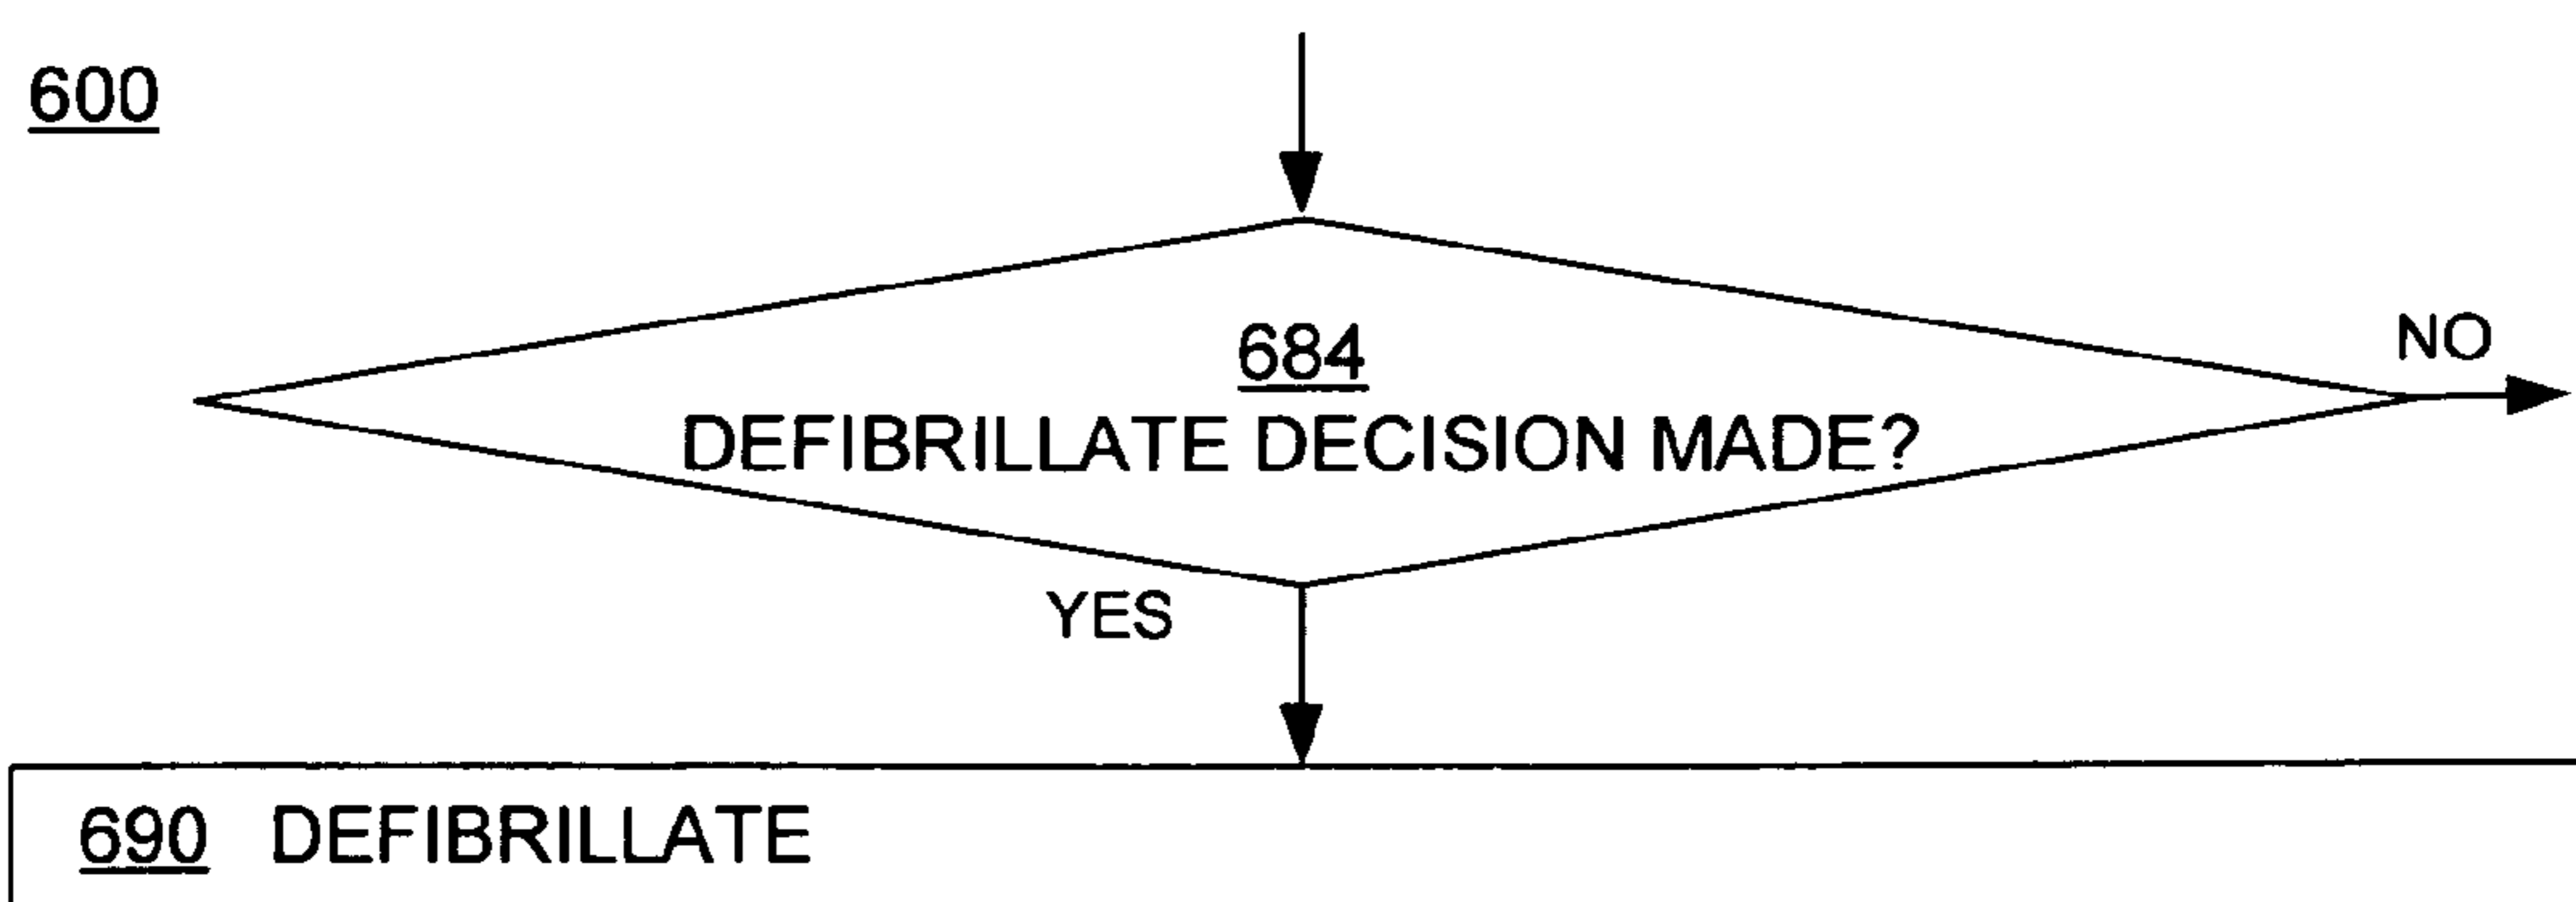 600
684
NO
DEFIBRILLATE DECISION MADE?
YES
690 DEFIBRILLATE